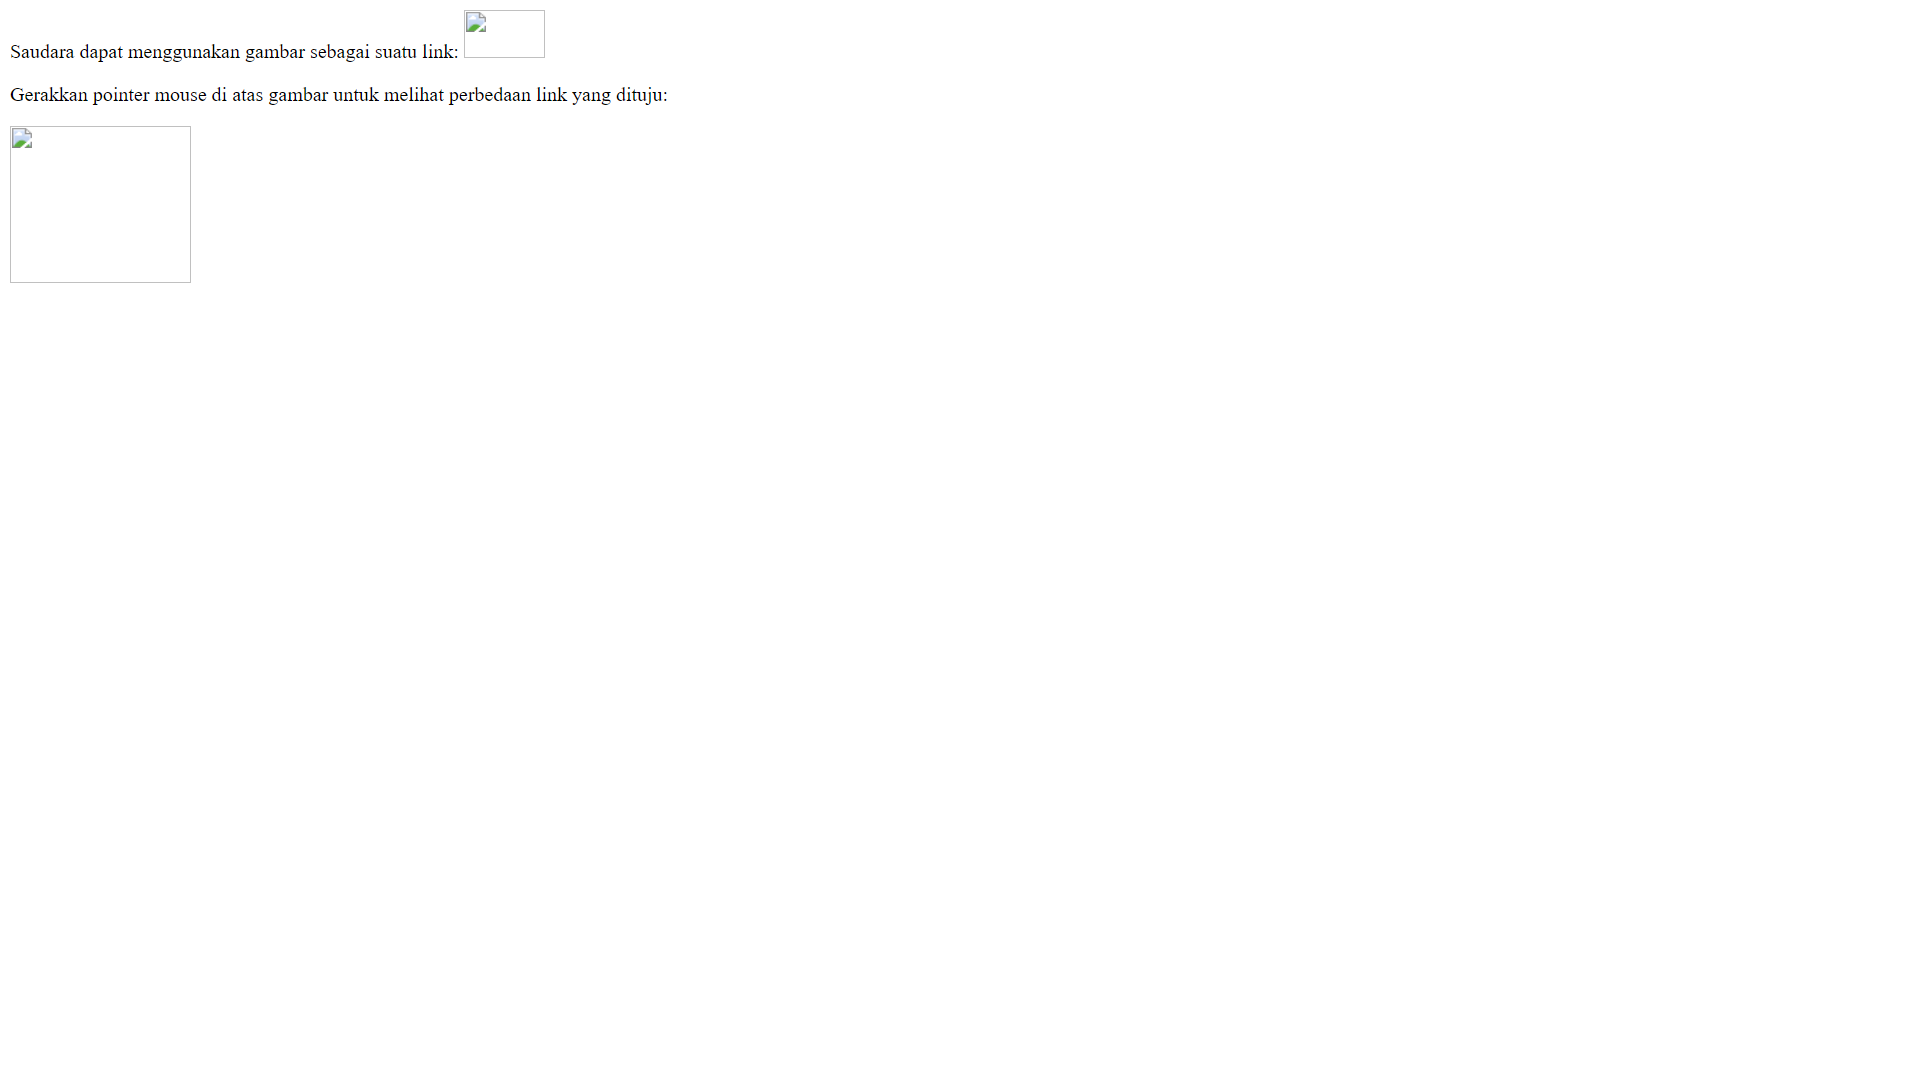 Saudara dapat menggunakan gambar sebagai suatu link:
Gerakkan pointer mouse di atas gambar untuk melihat perbedaan link yang dituju: